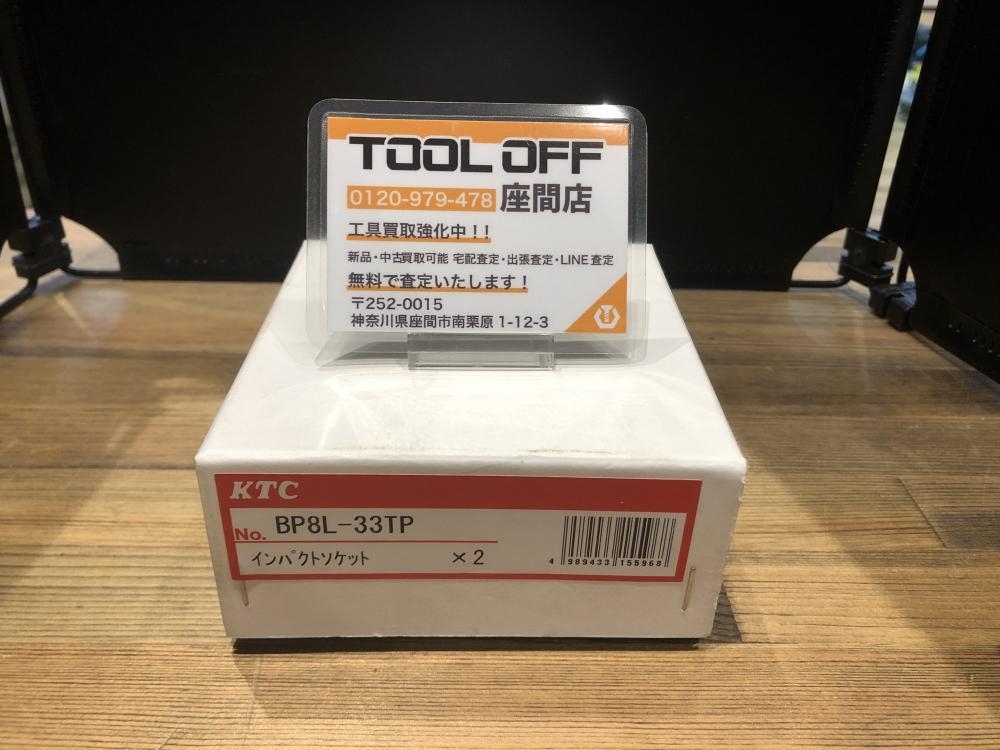 TOOL OFF
0120-979-478 座間店
工具買取強化中！！
新品・中古買取可能 宅配査定・出張査定・LINE査定
無料で査定いたします！
〒252-0015
神奈川県座間市南栗原1-12-3
KTC
No. BP8L-33TP
インパクトソケット ×2
4 989433 155968